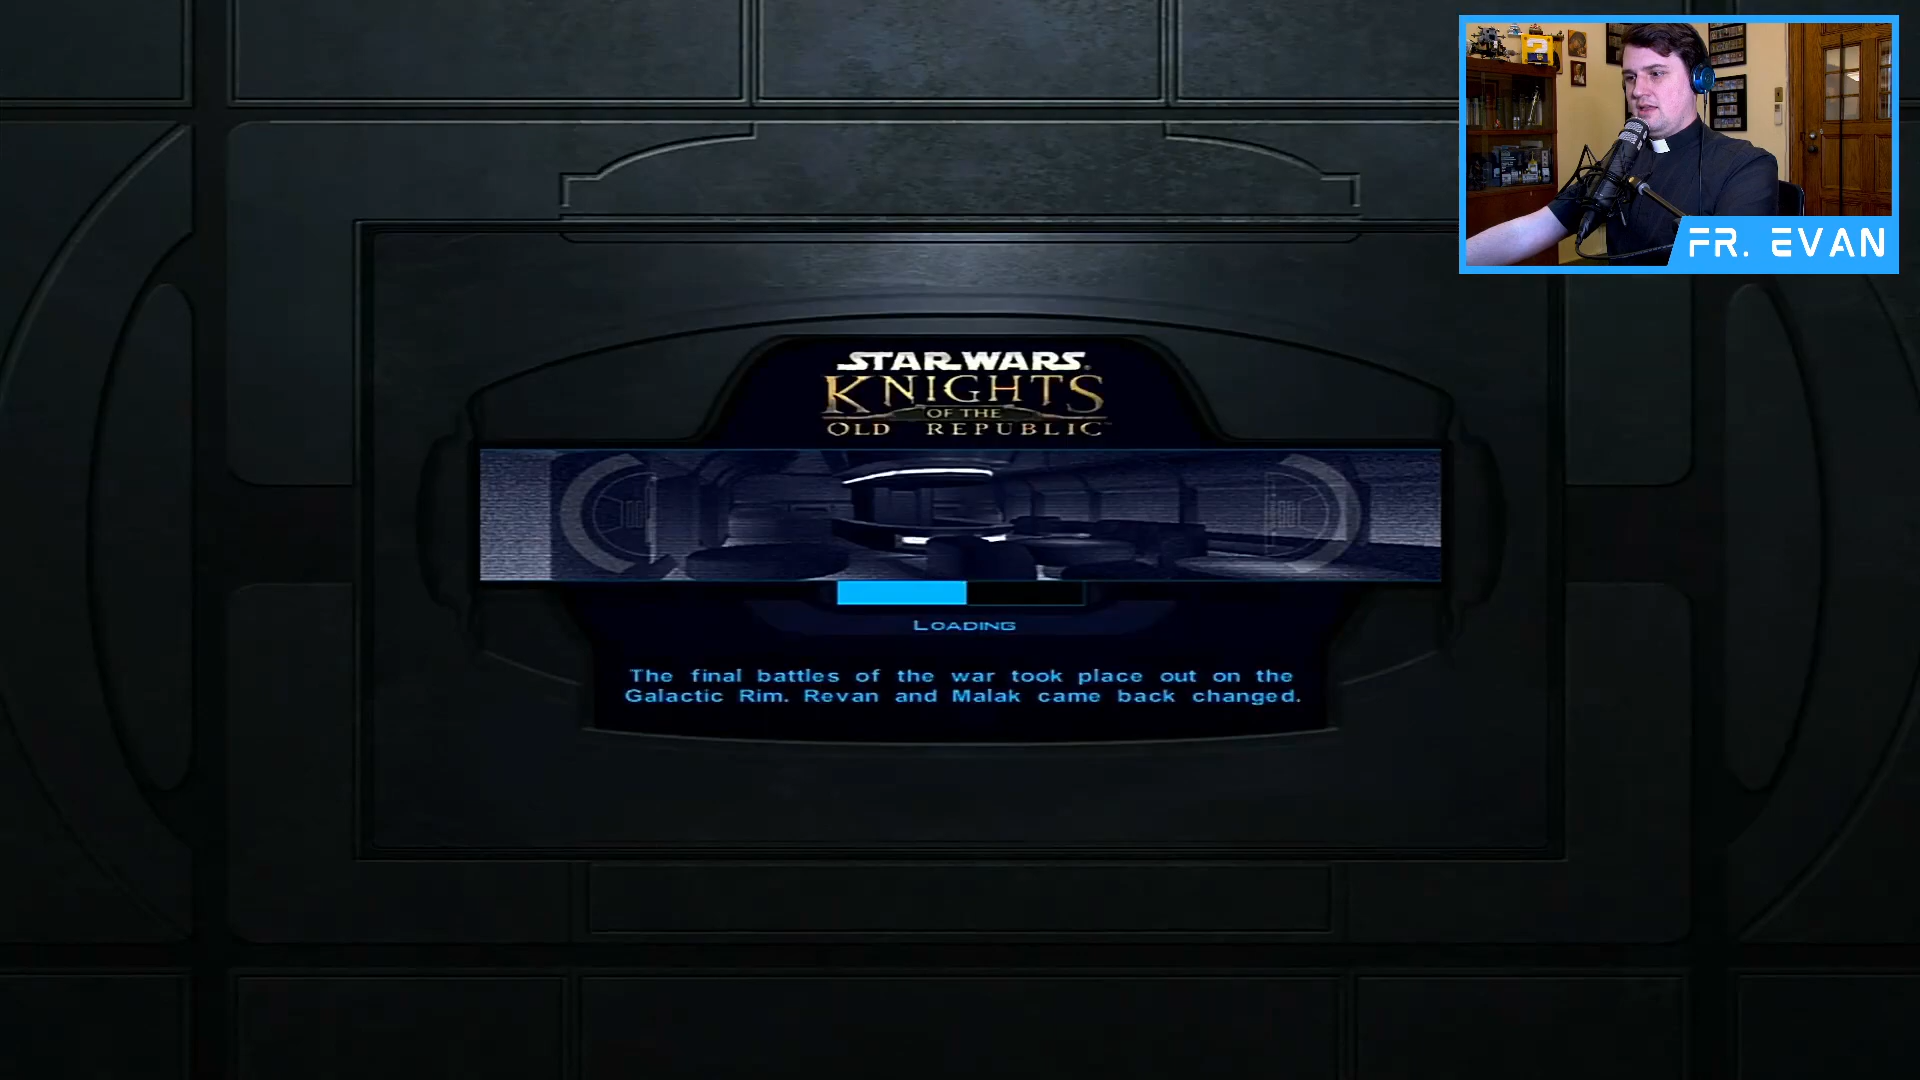 FR. EVAN
STAR WARS
KNIGHTS
OF THE
OLD REPUBLIC™
LOADING
The final battles of the war took place out on the
Galactic Rim. Revan and Malak came back changed.